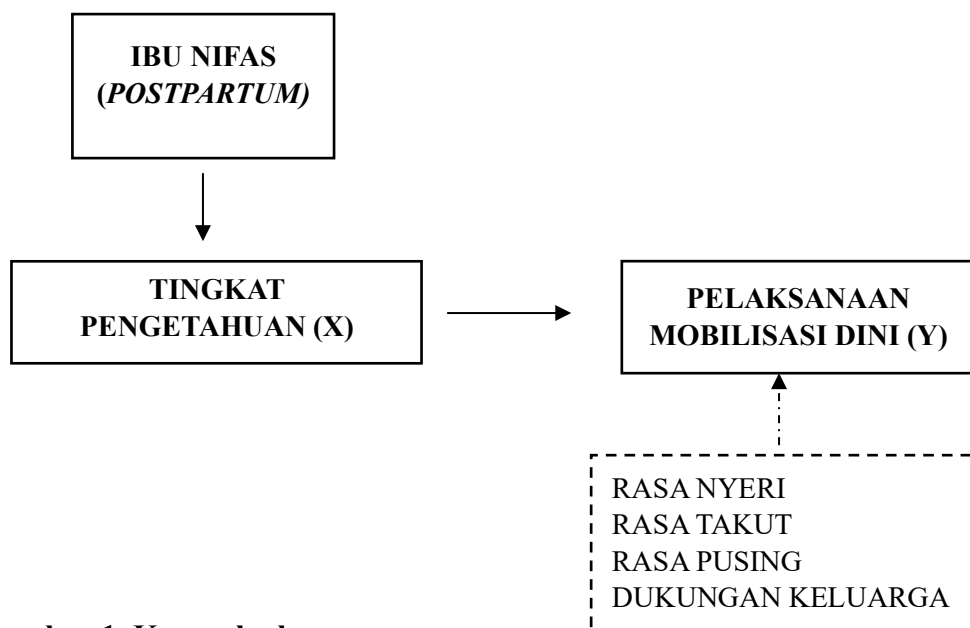 IBU NIFAS
(POSTPARTUM)
TINGKAT
PENGETAHUAN (X)
PELAKSANAAN
MOBILISASI DINI (Y)
RASA NYERI
RASA TAKUT
RASA PUSING
DUKUNGAN KELUARGA